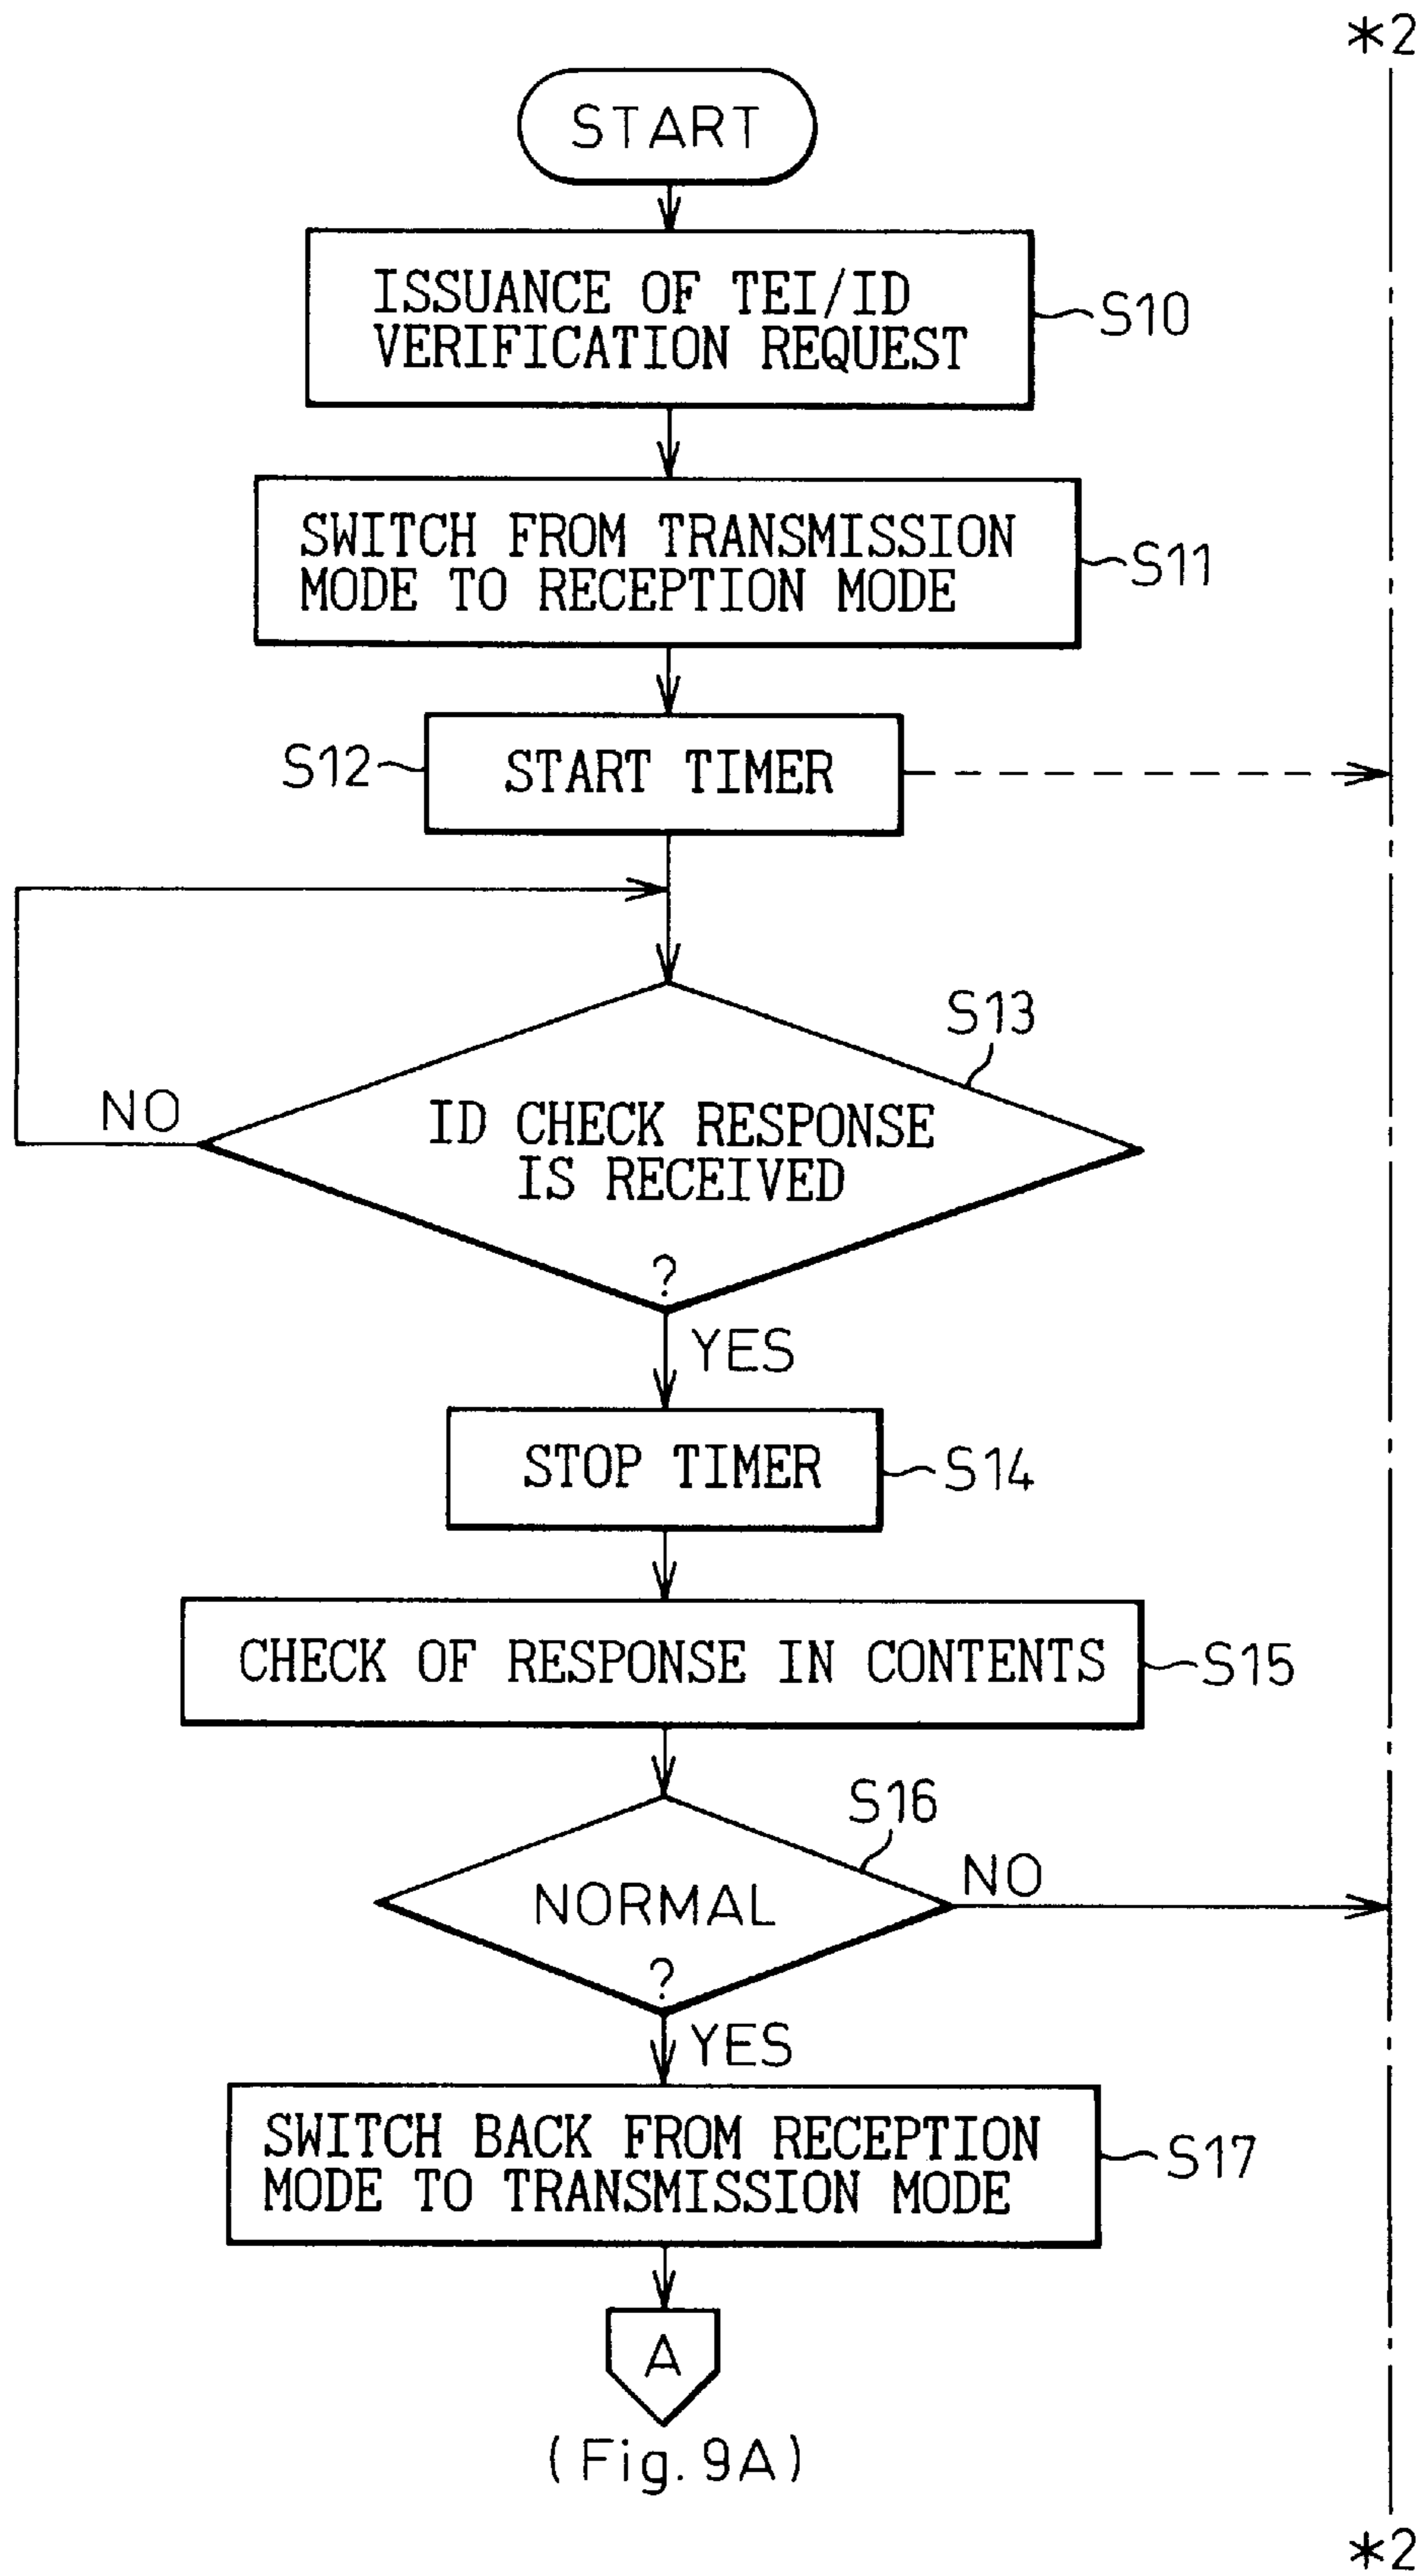 *2
START
ISSUANCE OF TEI/ID
VERIFICATION REQUEST
S10
SWITCH FROM TRANSMISSION
MODE TO RECEPTION MODE
S11
S12
START TIMER
S13
NO
ID CHECK RESPONSE
IS RECEIVED
?
YES
STOP TIMER
S14
CHECK OF RESPONSE IN CONTENTS
S15
S16
NO
NORMAL
?
YES
SWITCH BACK FROM RECEPTION
MODE TO TRANSMISSION MODE
S17
A
(Fig. 9A)
*2